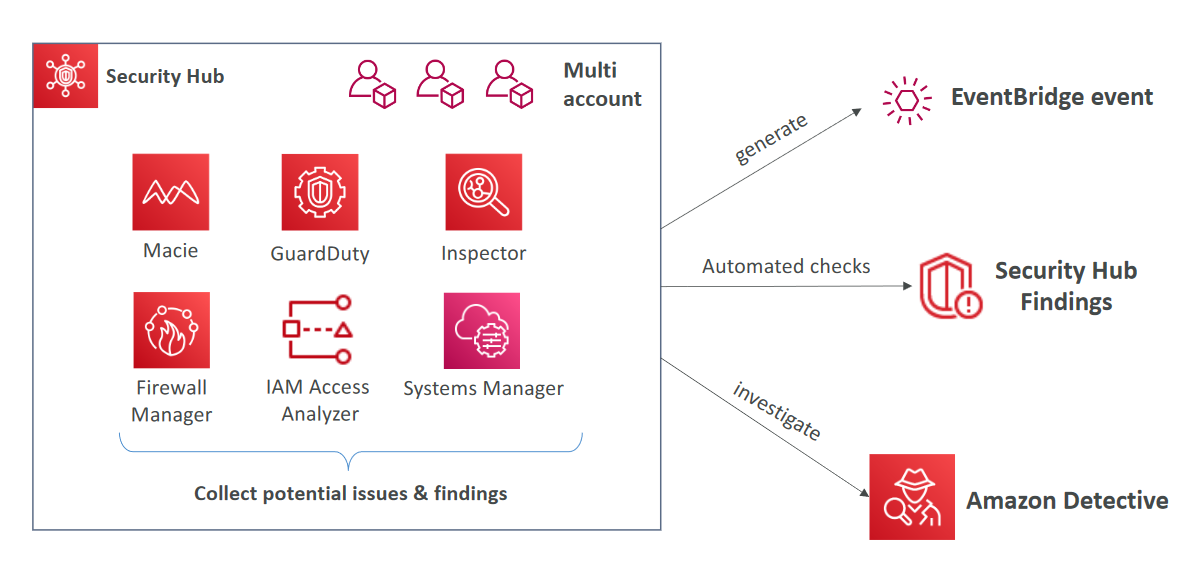 Security Hub
Multi
account
Macie
GuardDuty
Inspector
Firewall
Manager
IAM Access
Analyzer
Systems Manager
Collect potential issues & findings
generate
EventBridge event
Automated checks
Security Hub
Findings
investigate
Amazon Detective